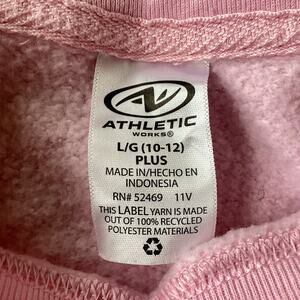 ATHLETIC
WORKS®
L/G (10-12)
PLUS
MADE IN/HECHO EN
INDONESIA
RN# 52469 11V
THIS LABEL YARN IS MADE
OUT OF 100% RECYCLED
POLYESTER MATERIALS